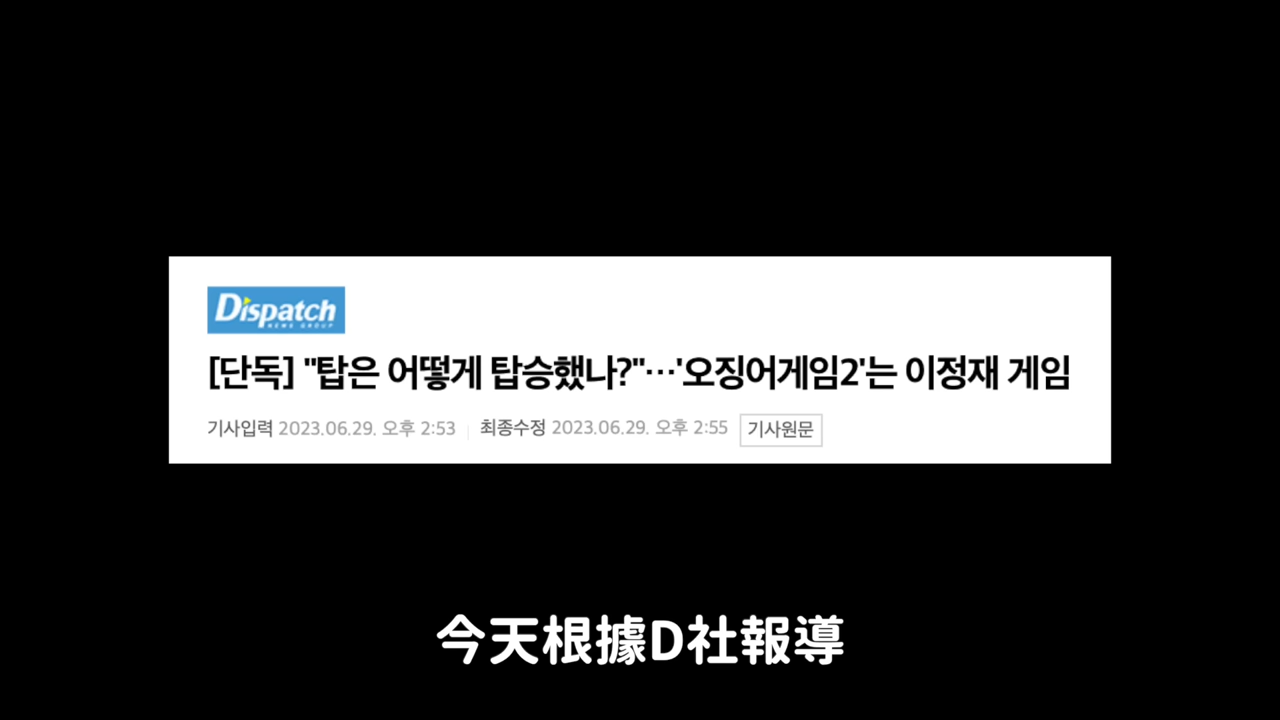 Dispatch
NEWS GROUP
[단독] "탑은 어떻게 탑승했나?"…'오징어게임2'는 이정재 게임
기사입력 2023.06.29. 오후 2:53 최종수정 2023.06.29. 오후 2:55 기사원문
今天根據D社報導